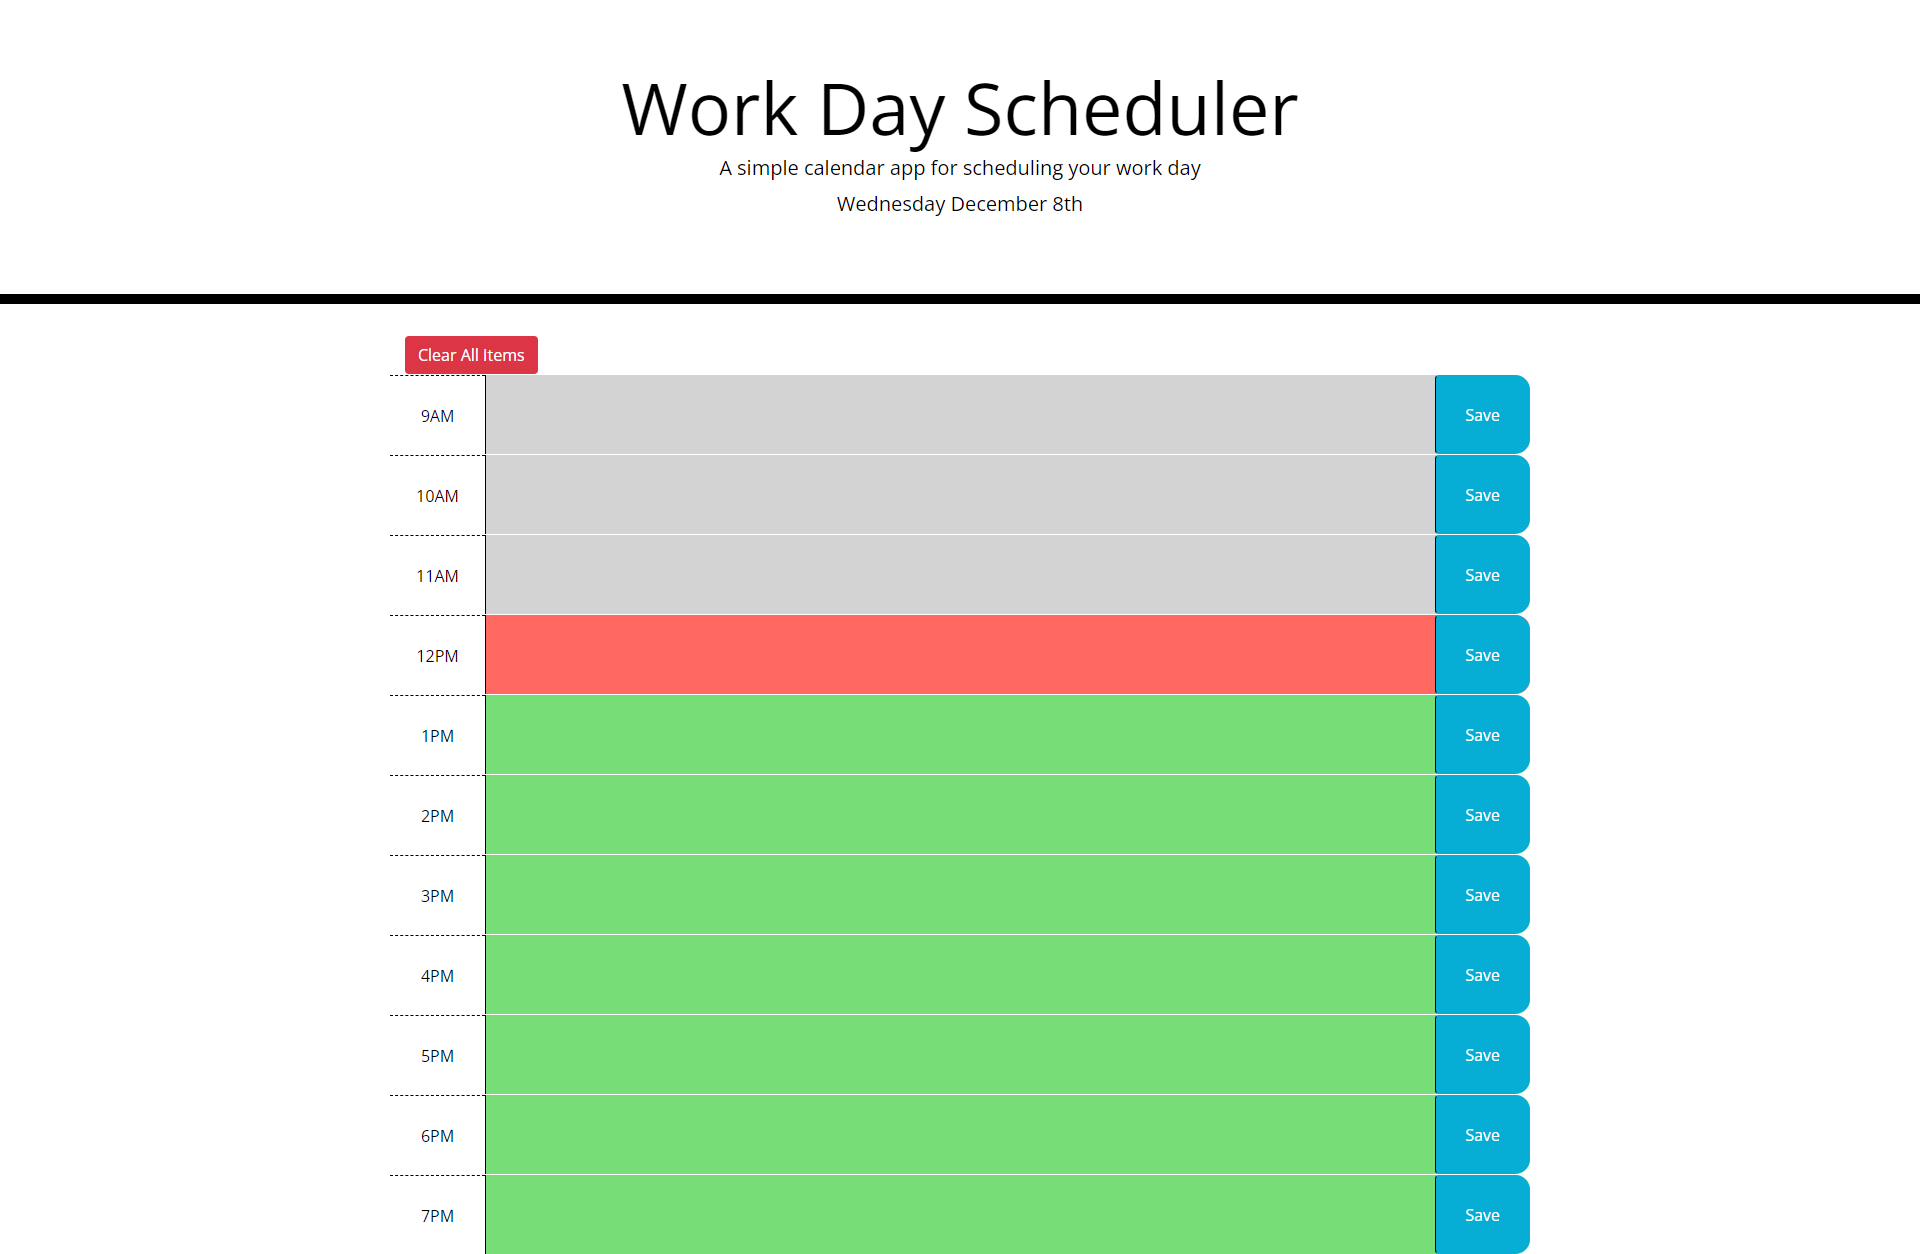 Work Day Scheduler
A simple calendar app for scheduling your work day
Wednesday December 8th
Clear All Items
9AM Save
10AM Save
11AM Save
12PM Save
1PM Save
2PM Save
3PM Save
4PM Save
5PM Save
6PM Save
7PM Save